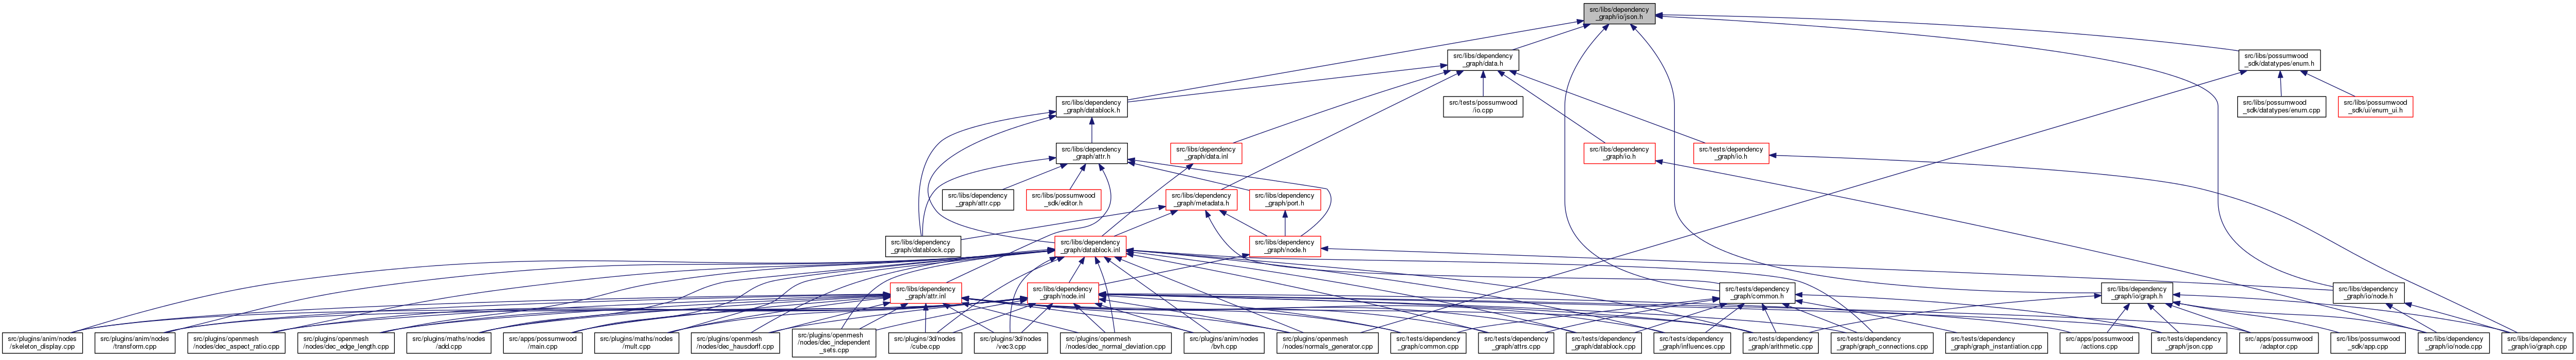 src/libs/dependency
_graph/io/json.h
src/libs/dependency
_graph/data.h
src/libs/possumwood
_sdk/datatypes/enum.h
src/libs/dependency
_graph/datablock.h
src/tests/possumwood
/io.cpp
src/libs/possumwood
_sdk/datatypes/enum.cpp
src/libs/possumwood
_sdk/ui/enum_ui.h
src/libs/dependency
_graph/attr.h
src/libs/dependency
_graph/data.inl
src/libs/dependency
_graph/io.h
src/tests/dependency
_graph/io.h
src/libs/dependency
_graph/attr.cpp
src/libs/possumwood
_sdk/editor.h
src/libs/dependency
_graph/metadata.h
src/libs/dependency
_graph/port.h
src/libs/dependency
_graph/datablock.cpp
src/libs/dependency
_graph/datablock.inl
src/libs/dependency
_graph/node.h
src/libs/dependency
_graph/attr.inl
src/libs/dependency
_graph/node.inl
src/tests/dependency
_graph/common.h
src/libs/dependency
_graph/io/graph.h
src/libs/dependency
_graph/io/node.h
src/plugins/anim/nodes
/skeleton_display.cpp
src/plugins/anim/nodes
/transform.cpp
src/plugins/openmesh
/nodes/dec_aspect_ratio.cpp
src/plugins/openmesh
/nodes/dec_edge_length.cpp
src/plugins/maths/nodes
/add.cpp
src/apps/possumwood
/main.cpp
src/plugins/maths/nodes
/mult.cpp
src/plugins/openmesh
/nodes/dec_hausdorff.cpp
src/plugins/openmesh
/nodes/dec_independent
_sets.cpp
src/plugins/3d/nodes
/cube.cpp
src/plugins/3d/nodes
/vec3.cpp
src/plugins/openmesh
/nodes/dec_normal_deviation.cpp
src/plugins/anim/nodes
/bvh.cpp
src/plugins/openmesh
/nodes/normals_generator.cpp
src/tests/dependency
_graph/common.cpp
src/tests/dependency
_graph/attrs.cpp
src/tests/dependency
_graph/datablock.cpp
src/tests/dependency
_graph/influences.cpp
src/tests/dependency
_graph/arithmetic.cpp
src/tests/dependency
_graph/graph_connections.cpp
src/tests/dependency
_graph/graph_instantiation.cpp
src/apps/possumwood
/actions.cpp
src/tests/dependency
_graph/json.cpp
src/apps/possumwood
/adaptor.cpp
src/libs/possumwood
_sdk/app.cpp
src/libs/dependency
_graph/io/node.cpp
src/libs/dependency
_graph/io/graph.cpp